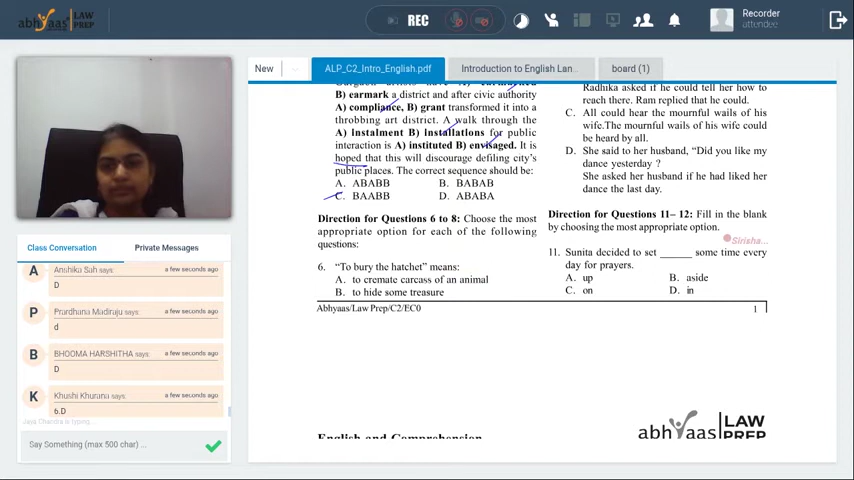 abhyaas LAW PREP
REC
Recorder
attendee
New
ALP_C2_Intro_English.pdf
Introduction to English Lan...
board (1)
B) earmark a district and after civic authority
A) compliance, B) grant transformed it into a
throbbing art district. A walk through the
A) instalment B) installations for public
interaction is A) instituted B) envisaged. It is
hoped that this will discourage defiling city's
public places. The correct sequence should be:
A. ABABB B. BABAB
C. BAABB D. ABABA
Direction for Questions 6 to 8: Choose the most
appropriate option for each of the following
questions:
6. “To bury the hatchet” means:
A. to cremate carcass of an animal
B. to hide some treasure
Abhyaas/Law Prep/C2/EC0
Radhika asked if he could tell her how to
reach there. Ram replied that he could.
C. All could hear the mournful wails of his
wife.The mournful wails of his wife could
be heard by all.
D. She said to her husband, “Did you like my
dance yesterday ?
She asked her husband if he had liked her
dance the last day.
Direction for Questions 11– 12: Fill in the blank
by choosing the most appropriate option.
Sirisha...
11. Sunita decided to set ______ some time every
day for prayers.
A. up B. aside
C. on D. in
1
English and Comprehension
abhyaas LAW PREP
Class Conversation
Private Messages
A
Anshika Sah says: a few seconds ago
D
P
Prardhana Madiraju says: a few seconds ago
d
B
BHOOMA HARSHITHA says: a few seconds ago
D
K
Khushi Khurana says: a few seconds ago
6.D
Jaya Chandra is typing...
Say Something (max 500 char) ...